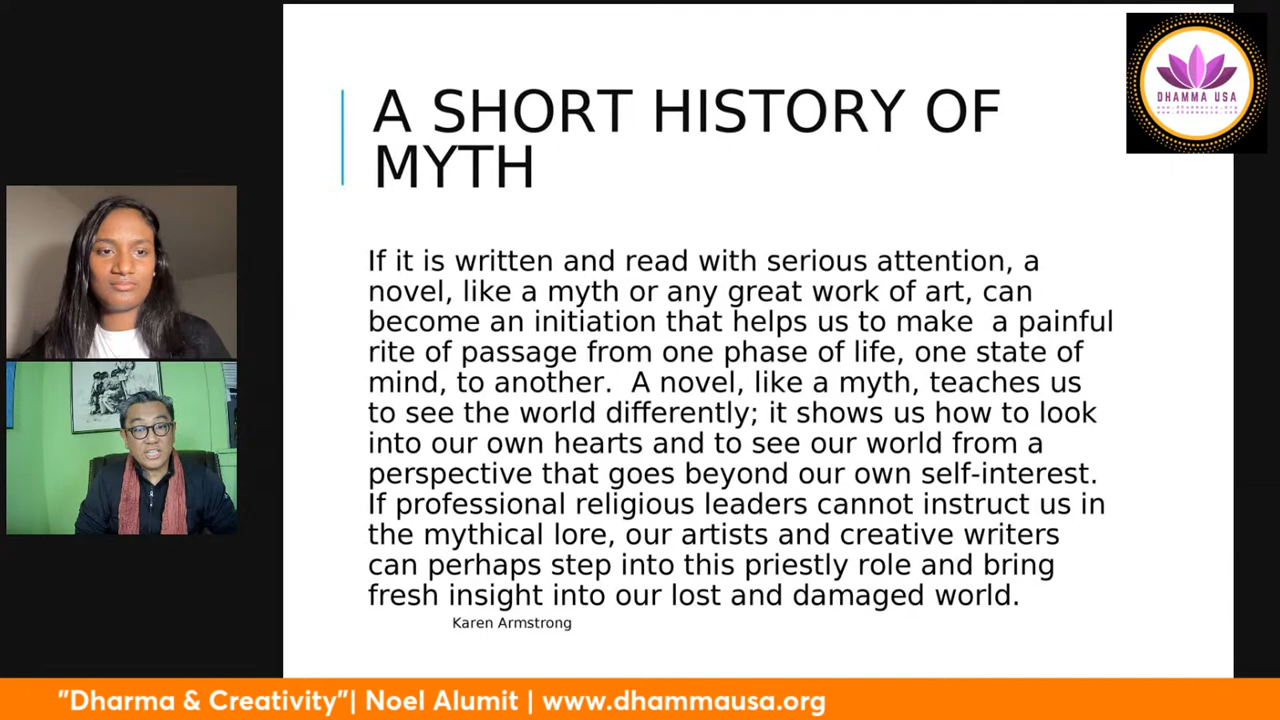 A SHORT HISTORY OF
MYTH
DHAMMA USA
www.dhammausa.org
www.dhammausa.com
If it is written and read with serious attention, a
novel, like a myth or any great work of art, can
become an initiation that helps us to make a painful
rite of passage from one phase of life, one state of
mind, to another. A novel, like a myth, teaches us
to see the world differently; it shows us how to look
into our own hearts and to see our world from a
perspective that goes beyond our own self-interest.
If professional religious leaders cannot instruct us in
the mythical lore, our artists and creative writers
can perhaps step into this priestly role and bring
fresh insight into our lost and damaged world.
Karen Armstrong
"Dharma & Creativity"| Noel Alumit | www.dhammausa.org